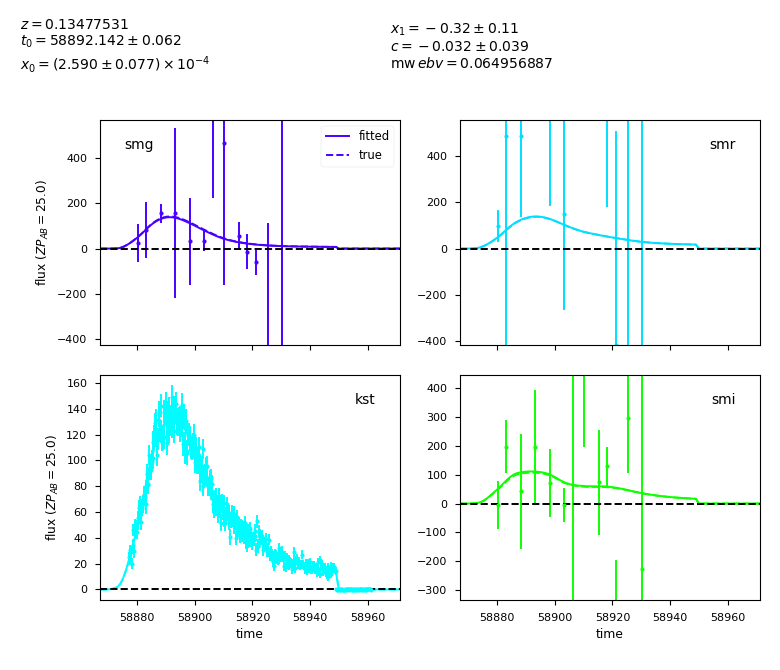 z = 0.13477531
t₀ = 58892.142 ± 0.062
x₀ = (2.590 ± 0.077) × 10⁻⁴
x₁ = −0.32 ± 0.11
c = −0.032 ± 0.039
mw ebv = 0.064956887
smg
fitted
true
flux (ZP_AB = 25.0)
400
200
0
−200
−400
smr
400
200
0
−200
−400
kst
flux (ZP_AB = 25.0)
160
140
120
100
80
60
40
20
0
58880 58900 58920 58940 58960
time
smi
400
300
200
100
0
−100
−200
−300
58880 58900 58920 58940 58960
time